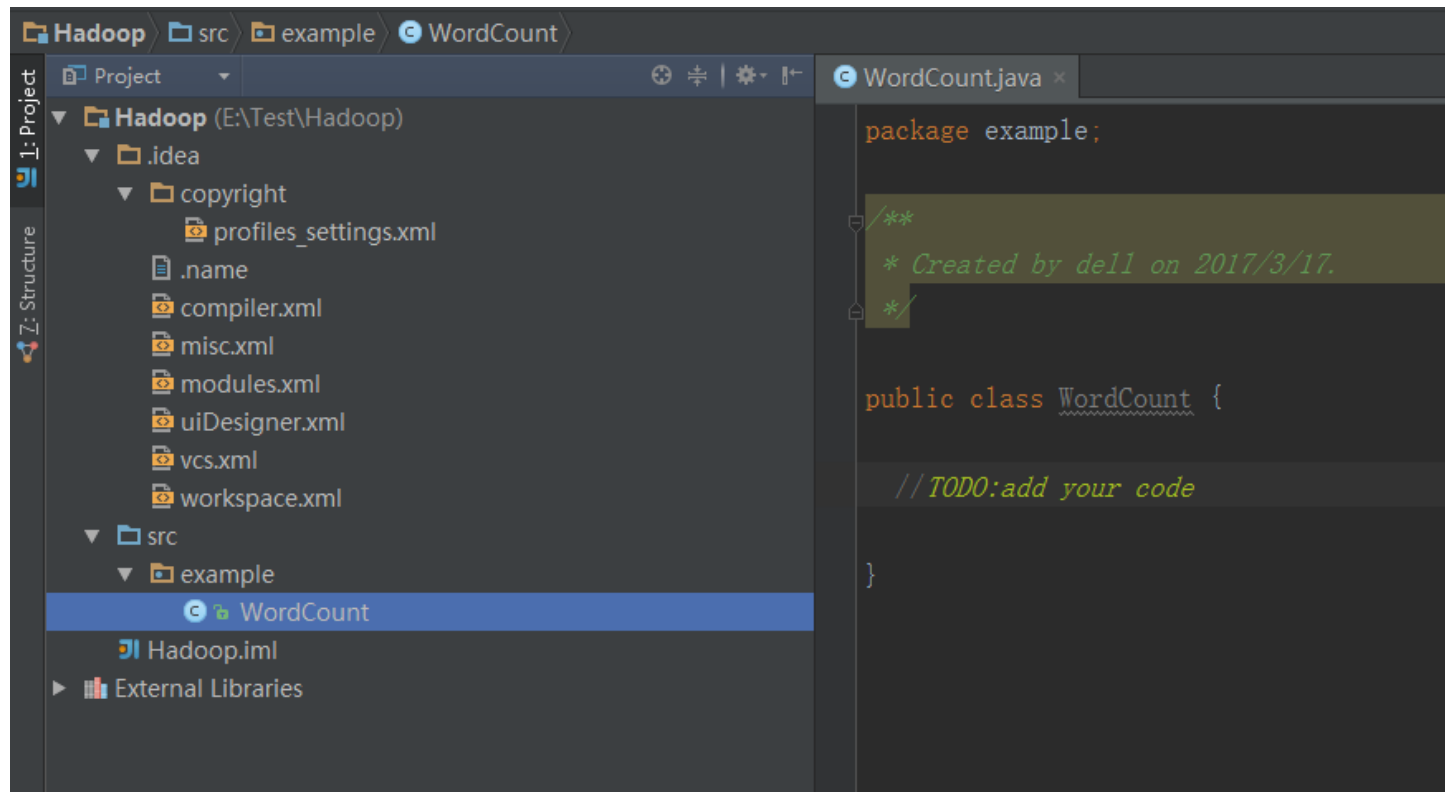 Hadoop src example WordCount
1: Project
7: Structure
Project
Hadoop (E:\Test\Hadoop)
.idea
copyright
profiles_settings.xml
.name
compiler.xml
misc.xml
modules.xml
uiDesigner.xml
vcs.xml
workspace.xml
src
example
WordCount
Hadoop.iml
External Libraries
WordCount.java
package example;
/**
* Created by dell on 2017/3/17.
*/
public class WordCount {
//TODO:add your code
}